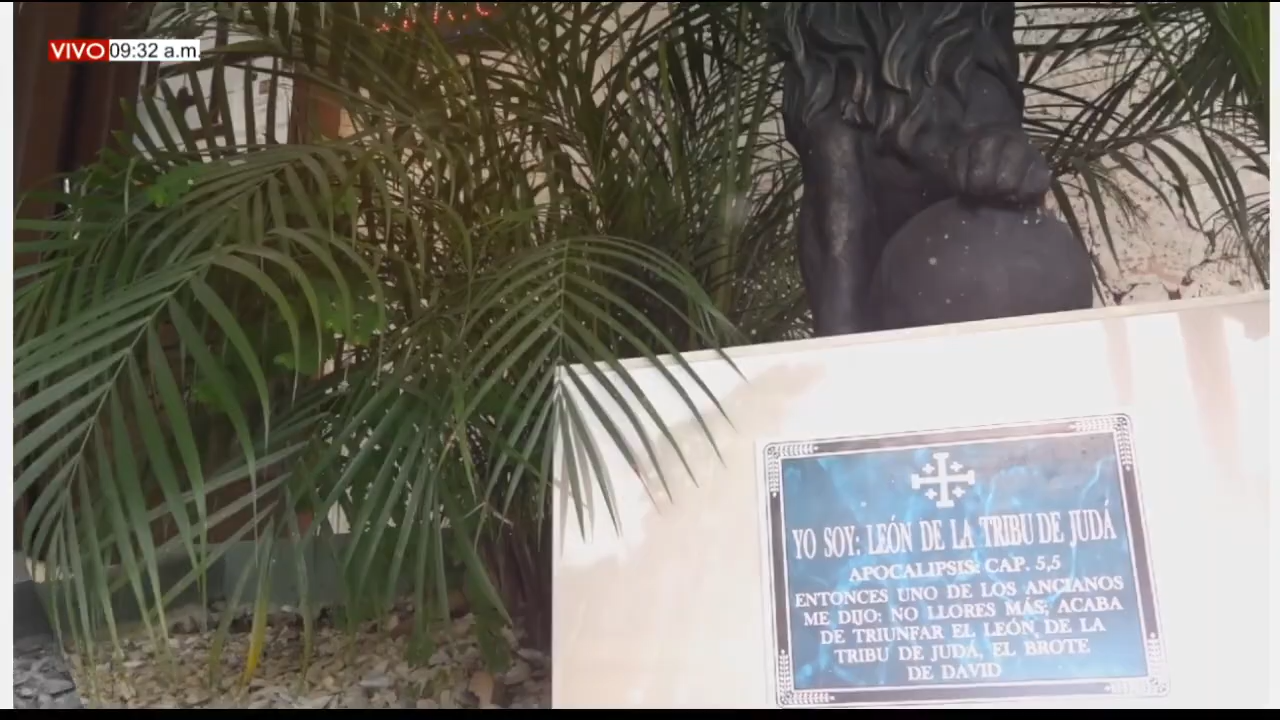 VIVO 09:32 a.m.
YO SOY: LEÓN DE LA TRIBU DE JUDÁ
APOCALIPSIS: CAP. 5,5
ENTONCES UNO DE LOS ANCIANOS
ME DIJO: NO LLORES MÁS; ACABA
DE TRIUNFAR EL LEÓN DE LA
TRIBU DE JUDÁ, EL BROTE
DE DAVID